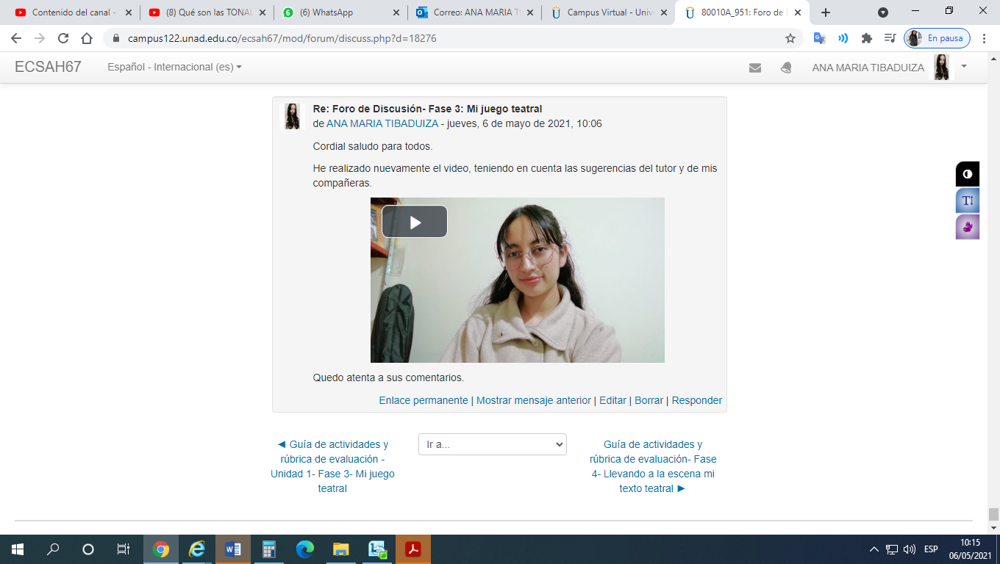 Contenido del canal -
(8) Qué son las TONAL
(6) WhatsApp
Correo: ANA MARIA T
Campus Virtual - Unive
80010A_951: Foro de D
campus122.unad.edu.co/ecsah67/mod/forum/discuss.php?d=18276
En pausa
ECSAH67
Español - Internacional (es)
ANA MARIA TIBADUIZA
Re: Foro de Discusión- Fase 3: Mi juego teatral
de ANA MARIA TIBADUIZA - jueves, 6 de mayo de 2021, 10:06
Cordial saludo para todos.
He realizado nuevamente el video, teniendo en cuenta las sugerencias del tutor y de mis
compañeras.
Quedo atenta a sus comentarios.
Enlace permanente | Mostrar mensaje anterior | Editar | Borrar | Responder
◄ Guía de actividades y
rúbrica de evaluación -
Unidad 1- Fase 3- Mi juego
teatral
Ir a...
Guía de actividades y
rúbrica de evaluación- Fase
4- Llevando a la escena mi
texto teatral ►
ESP
10:15
06/05/2021